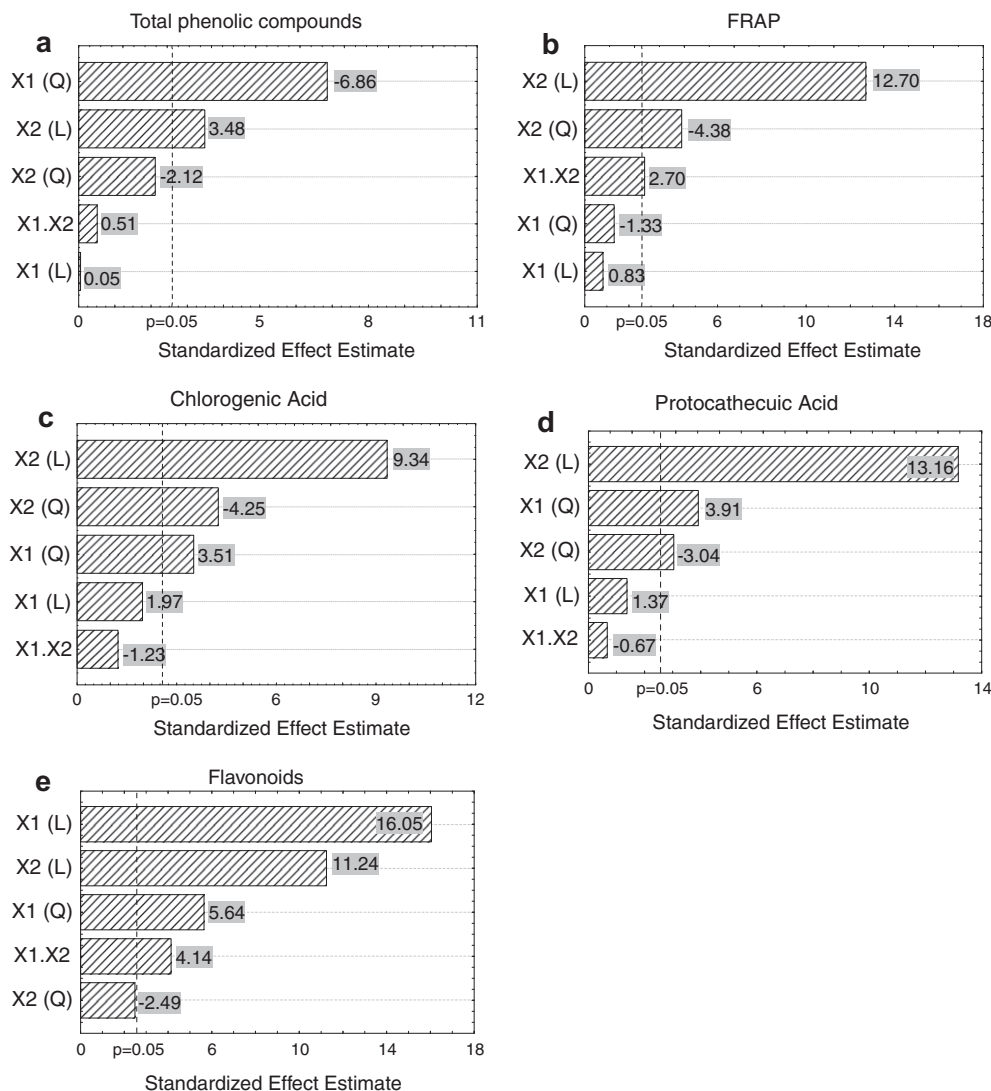 Total phenolic compounds
a
X1 (Q)
-6.86
X2 (L)
3.48
X2 (Q)
-2.12
X1.X2
0.51
X1 (L)
0.05
0 p=0.05 5 8 11
Standardized Effect Estimate
FRAP
b
X2 (L)
12.70
X2 (Q)
-4.38
X1.X2
2.70
X1 (Q)
-1.33
X1 (L)
0.83
0 p=0.05 6 10 14 18
Standardized Effect Estimate
Chlorogenic Acid
c
X2 (L)
9.34
X2 (Q)
-4.25
X1 (Q)
3.51
X1 (L)
1.97
X1.X2
-1.23
0 p=0.05 6 9 12
Standardized Effect Estimate
Protocathecuic Acid
d
X2 (L)
13.16
X1 (Q)
3.91
X2 (Q)
-3.04
X1 (L)
1.37
X1.X2
-0.67
0 p=0.05 6 10 14
Standardized Effect Estimate
Flavonoids
e
X1 (L)
16.05
X2 (L)
11.24
X1 (Q)
5.64
X1.X2
4.14
X2 (Q)
-2.49
0 p=0.05 6 10 14 18
Standardized Effect Estimate